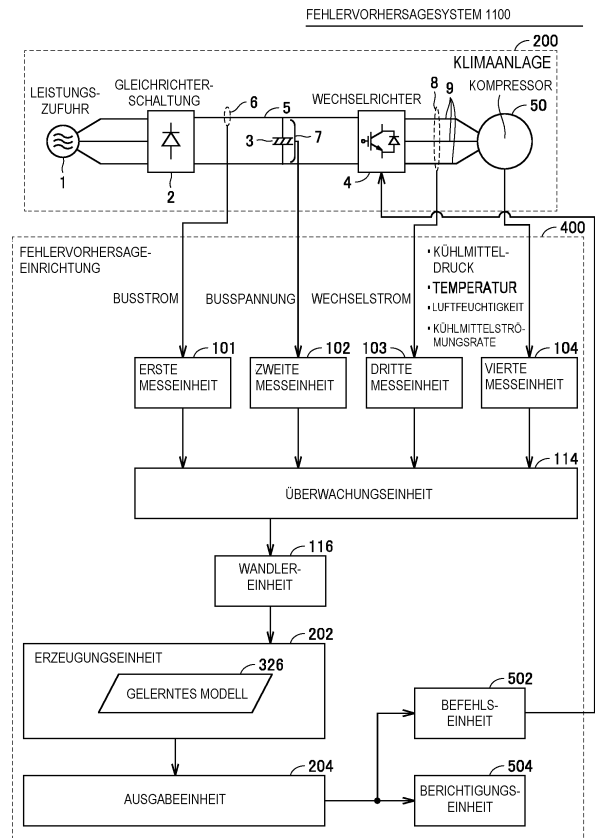 FEHLERVORHERSAGESYSTEM 1100
200
KLIMAANLAGE
LEISTUNGS-
ZUFUHR
1
GLEICHRICHTER-
SCHALTUNG
2
6
5
3
7
WECHSELRICHTER
4
8
9
KOMPRESSOR
50
400
FEHLERVORHERSAGE-
EINRICHTUNG
BUSSTROM
BUSSPANNUNG
WECHSELSTROM
• KÜHLMITTEL-
DRUCK
• TEMPERATUR
• LUFTFEUCHTIGKEIT
• KÜHLMITTELSTRÖ-
MUNGSRATE
101
ERSTE
MESSEINHEIT
102
ZWEITE
MESSEINHEIT
103
DRITTE
MESSEINHEIT
104
VIERTE
MESSEINHEIT
114
ÜBERWACHUNGSEINHEIT
116
WANDLER-
EINHEIT
202
ERZEUGUNGSEINHEIT
326
GELERNTES MODELL
204
AUSGABEEINHEIT
502
BEFEHLS-
EINHEIT
504
BERICHTIGUNGS-
EINHEIT